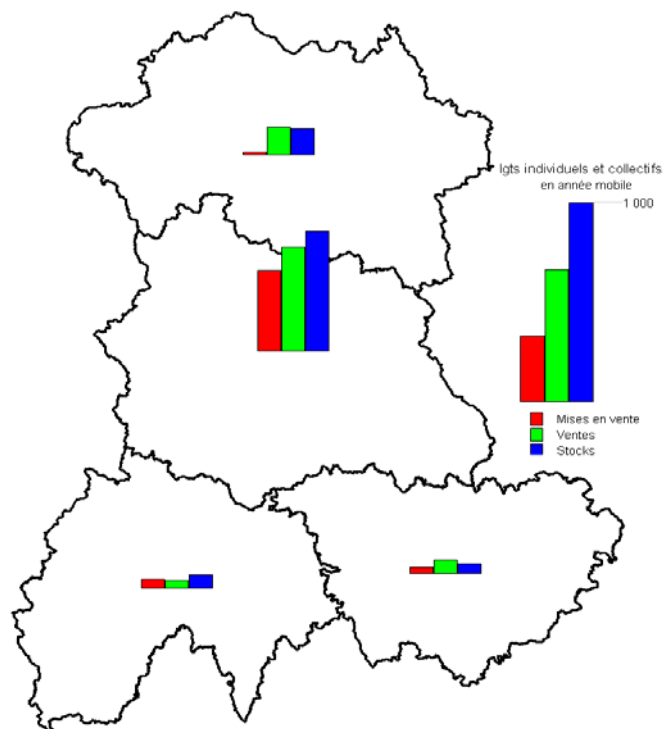 lgts individuels et collectifs
en année mobile
1 000
Mises en vente
Ventes
Stocks